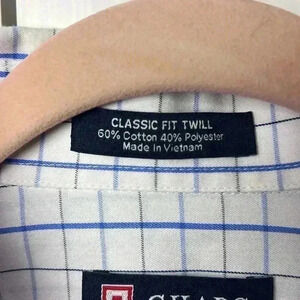 CLASSIC FIT TWILL
60% Cotton 40% Polyester
Made In Vietnam